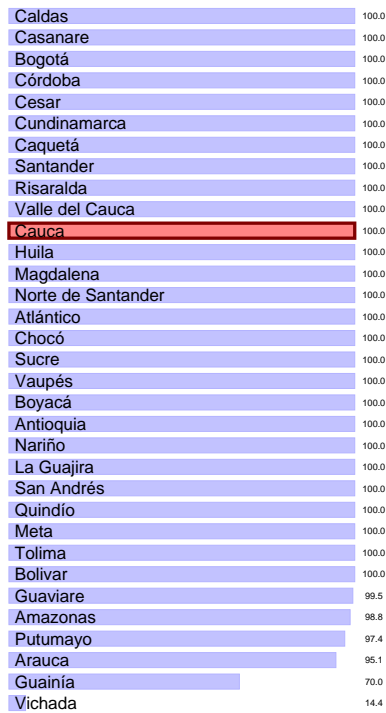 Caldas 100.0
Casanare 100.0
Bogotá 100.0
Córdoba 100.0
Cesar 100.0
Cundinamarca 100.0
Caquetá 100.0
Santander 100.0
Risaralda 100.0
Valle del Cauca 100.0
Cauca 100.0
Huila 100.0
Magdalena 100.0
Norte de Santander 100.0
Atlántico 100.0
Chocó 100.0
Sucre 100.0
Vaupés 100.0
Boyacá 100.0
Antioquia 100.0
Nariño 100.0
La Guajira 100.0
San Andrés 100.0
Quindío 100.0
Meta 100.0
Tolima 100.0
Bolivar 100.0
Guaviare 99.5
Amazonas 98.8
Putumayo 97.4
Arauca 95.1
Guainía 70.0
Vichada 14.4